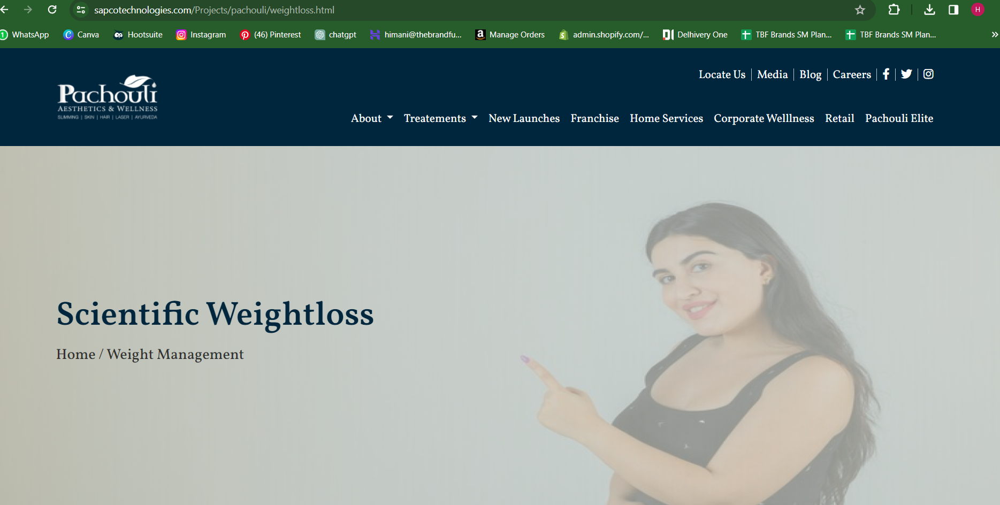 sapcotechnologies.com/Projects/pachouli/weightloss.html
H
1 WhatsApp Canva Hootsuite Instagram (46) Pinterest chatgpt himani@thebrandfu... a Manage Orders admin.shopify.com/... Delhivery One TBF Brands SM Plan... TBF Brands SM Plan...
Locate Us | Media | Blog | Careers
Pachouli
AESTHETICS & WELLNESS
SLIMMING | SKIN | HAIR | LASER | AYURVEDA
About Treatements New Launches Franchise Home Services Corporate Welllness Retail Pachouli Elite
Scientific Weightloss
Home / Weight Management